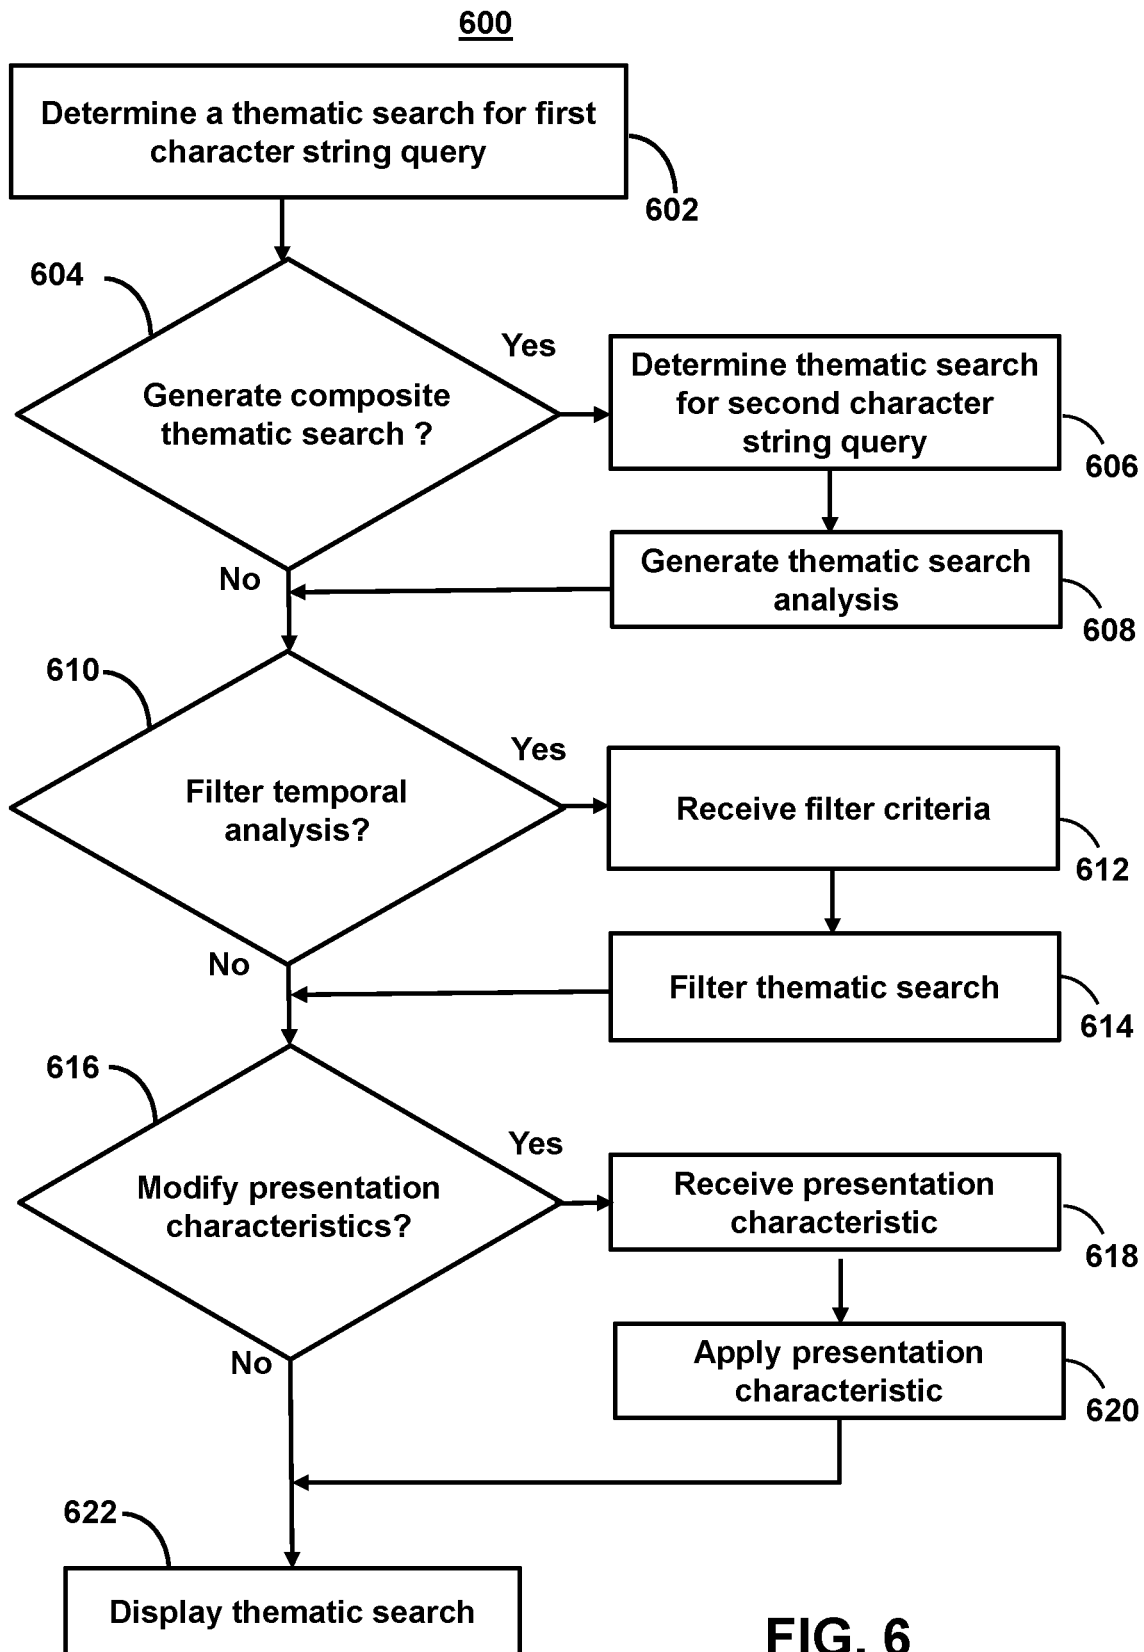 600
Determine a thematic search for first
character string query
602
604
Generate composite
thematic search ?
Yes
Determine thematic search
for second character
string query
606
No
Generate thematic search
analysis
608
610
Filter temporal
analysis?
Yes
Receive filter criteria
612
No
Filter thematic search
614
616
Modify presentation
characteristics?
Yes
Receive presentation
characteristic
618
No
Apply presentation
characteristic
620
622
Display thematic search
FIG. 6